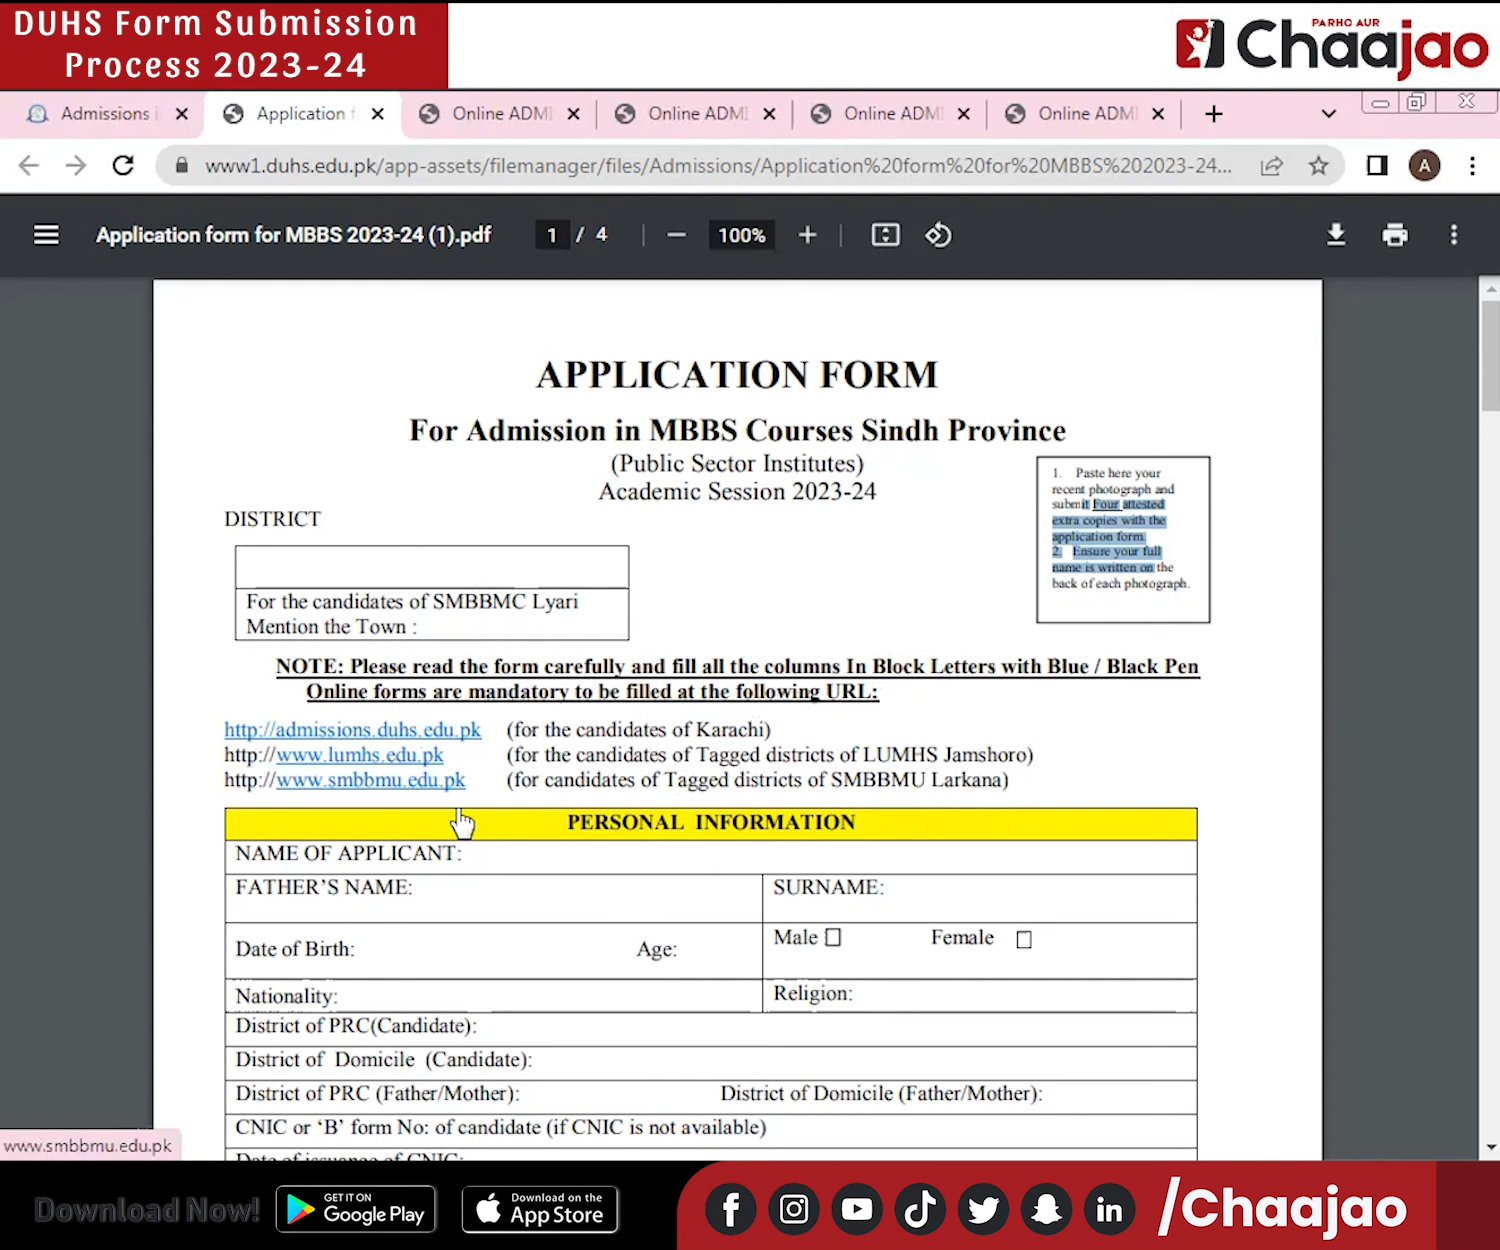 DUHS Form Submission
Process 2023-24
PARHO AUR
Chaajao
Admissions i
Application f
Online ADMI
Online ADMI
Online ADMI
Online ADMI
www1.duhs.edu.pk/app-assets/filemanager/files/Admissions/Application%20form%20for%20MBBS%202023-24...
A
Application form for MBBS 2023-24 (1).pdf
1 / 4
100%
APPLICATION FORM
For Admission in MBBS Courses Sindh Province
(Public Sector Institutes)
Academic Session 2023-24
1. Paste here your
recent photograph and
submit Four attested
extra copies with the
application form.
2. Ensure your full
name is written on the
back of each photograph.
DISTRICT
For the candidates of SMBBMC Lyari
Mention the Town :
NOTE: Please read the form carefully and fill all the columns In Block Letters with Blue / Black Pen
Online forms are mandatory to be filled at the following URL:
http://admissions.duhs.edu.pk (for the candidates of Karachi)
http://www.lumhs.edu.pk (for the candidates of Tagged districts of LUMHS Jamshoro)
http://www.smbbmu.edu.pk (for candidates of Tagged districts of SMBBMU Larkana)
PERSONAL INFORMATION
NAME OF APPLICANT:
FATHER'S NAME: SURNAME:
Date of Birth: Age: Male Female
Nationality: Religion:
District of PRC(Candidate):
District of Domicile (Candidate):
District of PRC (Father/Mother): District of Domicile (Father/Mother):
CNIC or ‘B’ form No: of candidate (if CNIC is not available)
Date of issuance of CNIC:
www.smbbmu.edu.pk
Download Now!
GET IT ON
Google Play
Download on the
App Store
/Chaajao